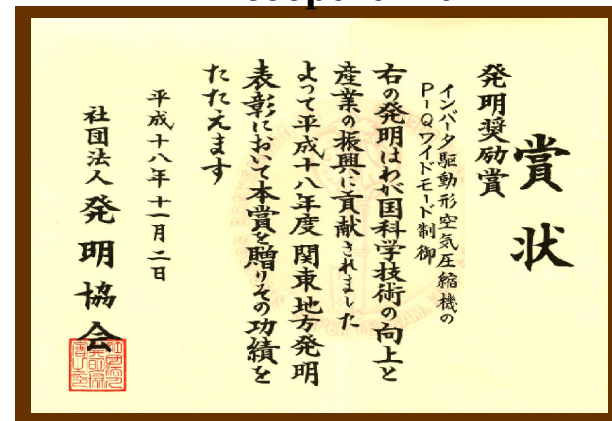 賞状
発明奨励賞
インバータ駆動形空気圧縮機の
P-Qワイドモード制御
右の発明はわが国科学技術の向上と
産業の振興に貢献されました
よって平成十八年度関東地方発明
表彰において本賞を贈りその功績を
たたえます
平成十八年十一月二日
社団法人発明協会